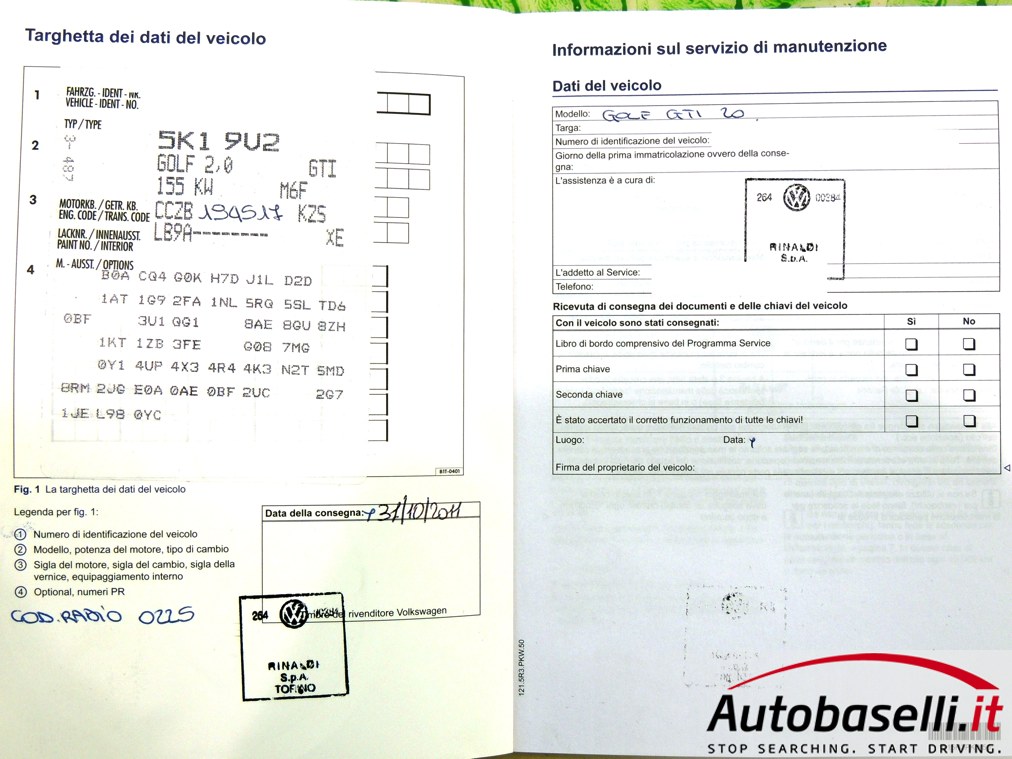 Targhetta dei dati del veicolo
1 FAHRZG. - IDENT - NR.
VEHICLE - IDENT - NO.
TYP / TYPE
3- 487
2 5K1 9U2
GOLF 2,0 GTI
155 KW M6F
3 MOTORKB. / GETR. KB. CCZB 194517 KZS
ENG. CODE / TRANS. CODE
LACKNR. / INNENAUSST. LB9A------- XE
PAINT NO. / INTERIOR
4 M. - AUSST. / OPTIONS
B0A CQ4 G0K H7D J1L D2D
1AT 1G9 2FA 1NL 5RQ 5SL TD6
0BF 3U1 QG1 8AE 8GU 8ZH
1KT 1ZB 3FE G08 7MG
0Y1 4UP 4X3 4R4 4K3 N2T 5MD
8RM 2JG E0A 0AE 0BF 2UC 2G7
1JE L98 0YC
B1T-0401
Fig. 1 La targhetta dei dati del veicolo
Legenda per fig. 1:
1 Numero di identificazione del veicolo
2 Modello, potenza del motore, tipo di cambio
3 Sigla del motore, sigla del cambio, sigla della
vernice, equipaggiamento interno
4 Optional, numeri PR
COD. RADIO 0225
Data della consegna: 31/10/2011
264 00384
Timbro del rivenditore Volkswagen
RINALDI
S.p.A.
TORINO
Informazioni sul servizio di manutenzione
Dati del veicolo
Modello: GOLF GTI 20
Targa:
Numero di identificazione del veicolo:
Giorno della prima immatricolazione ovvero della conse-
gna:
L'assistenza è a cura di:
264 00384
RINALDI
S.p.A.
L'addetto al Service:
Telefono:
Ricevuta di consegna dei documenti e delle chiavi del veicolo
Con il veicolo sono stati consegnati: Sì No
Libro di bordo comprensivo del Programma Service
Prima chiave
Seconda chiave
È stato accertato il corretto funzionamento di tutte le chiavi!
Luogo: Data:
Firma del proprietario del veicolo:
121.5R3.PKW.50
Autobaselli.it
STOP SEARCHING. START DRIVING.